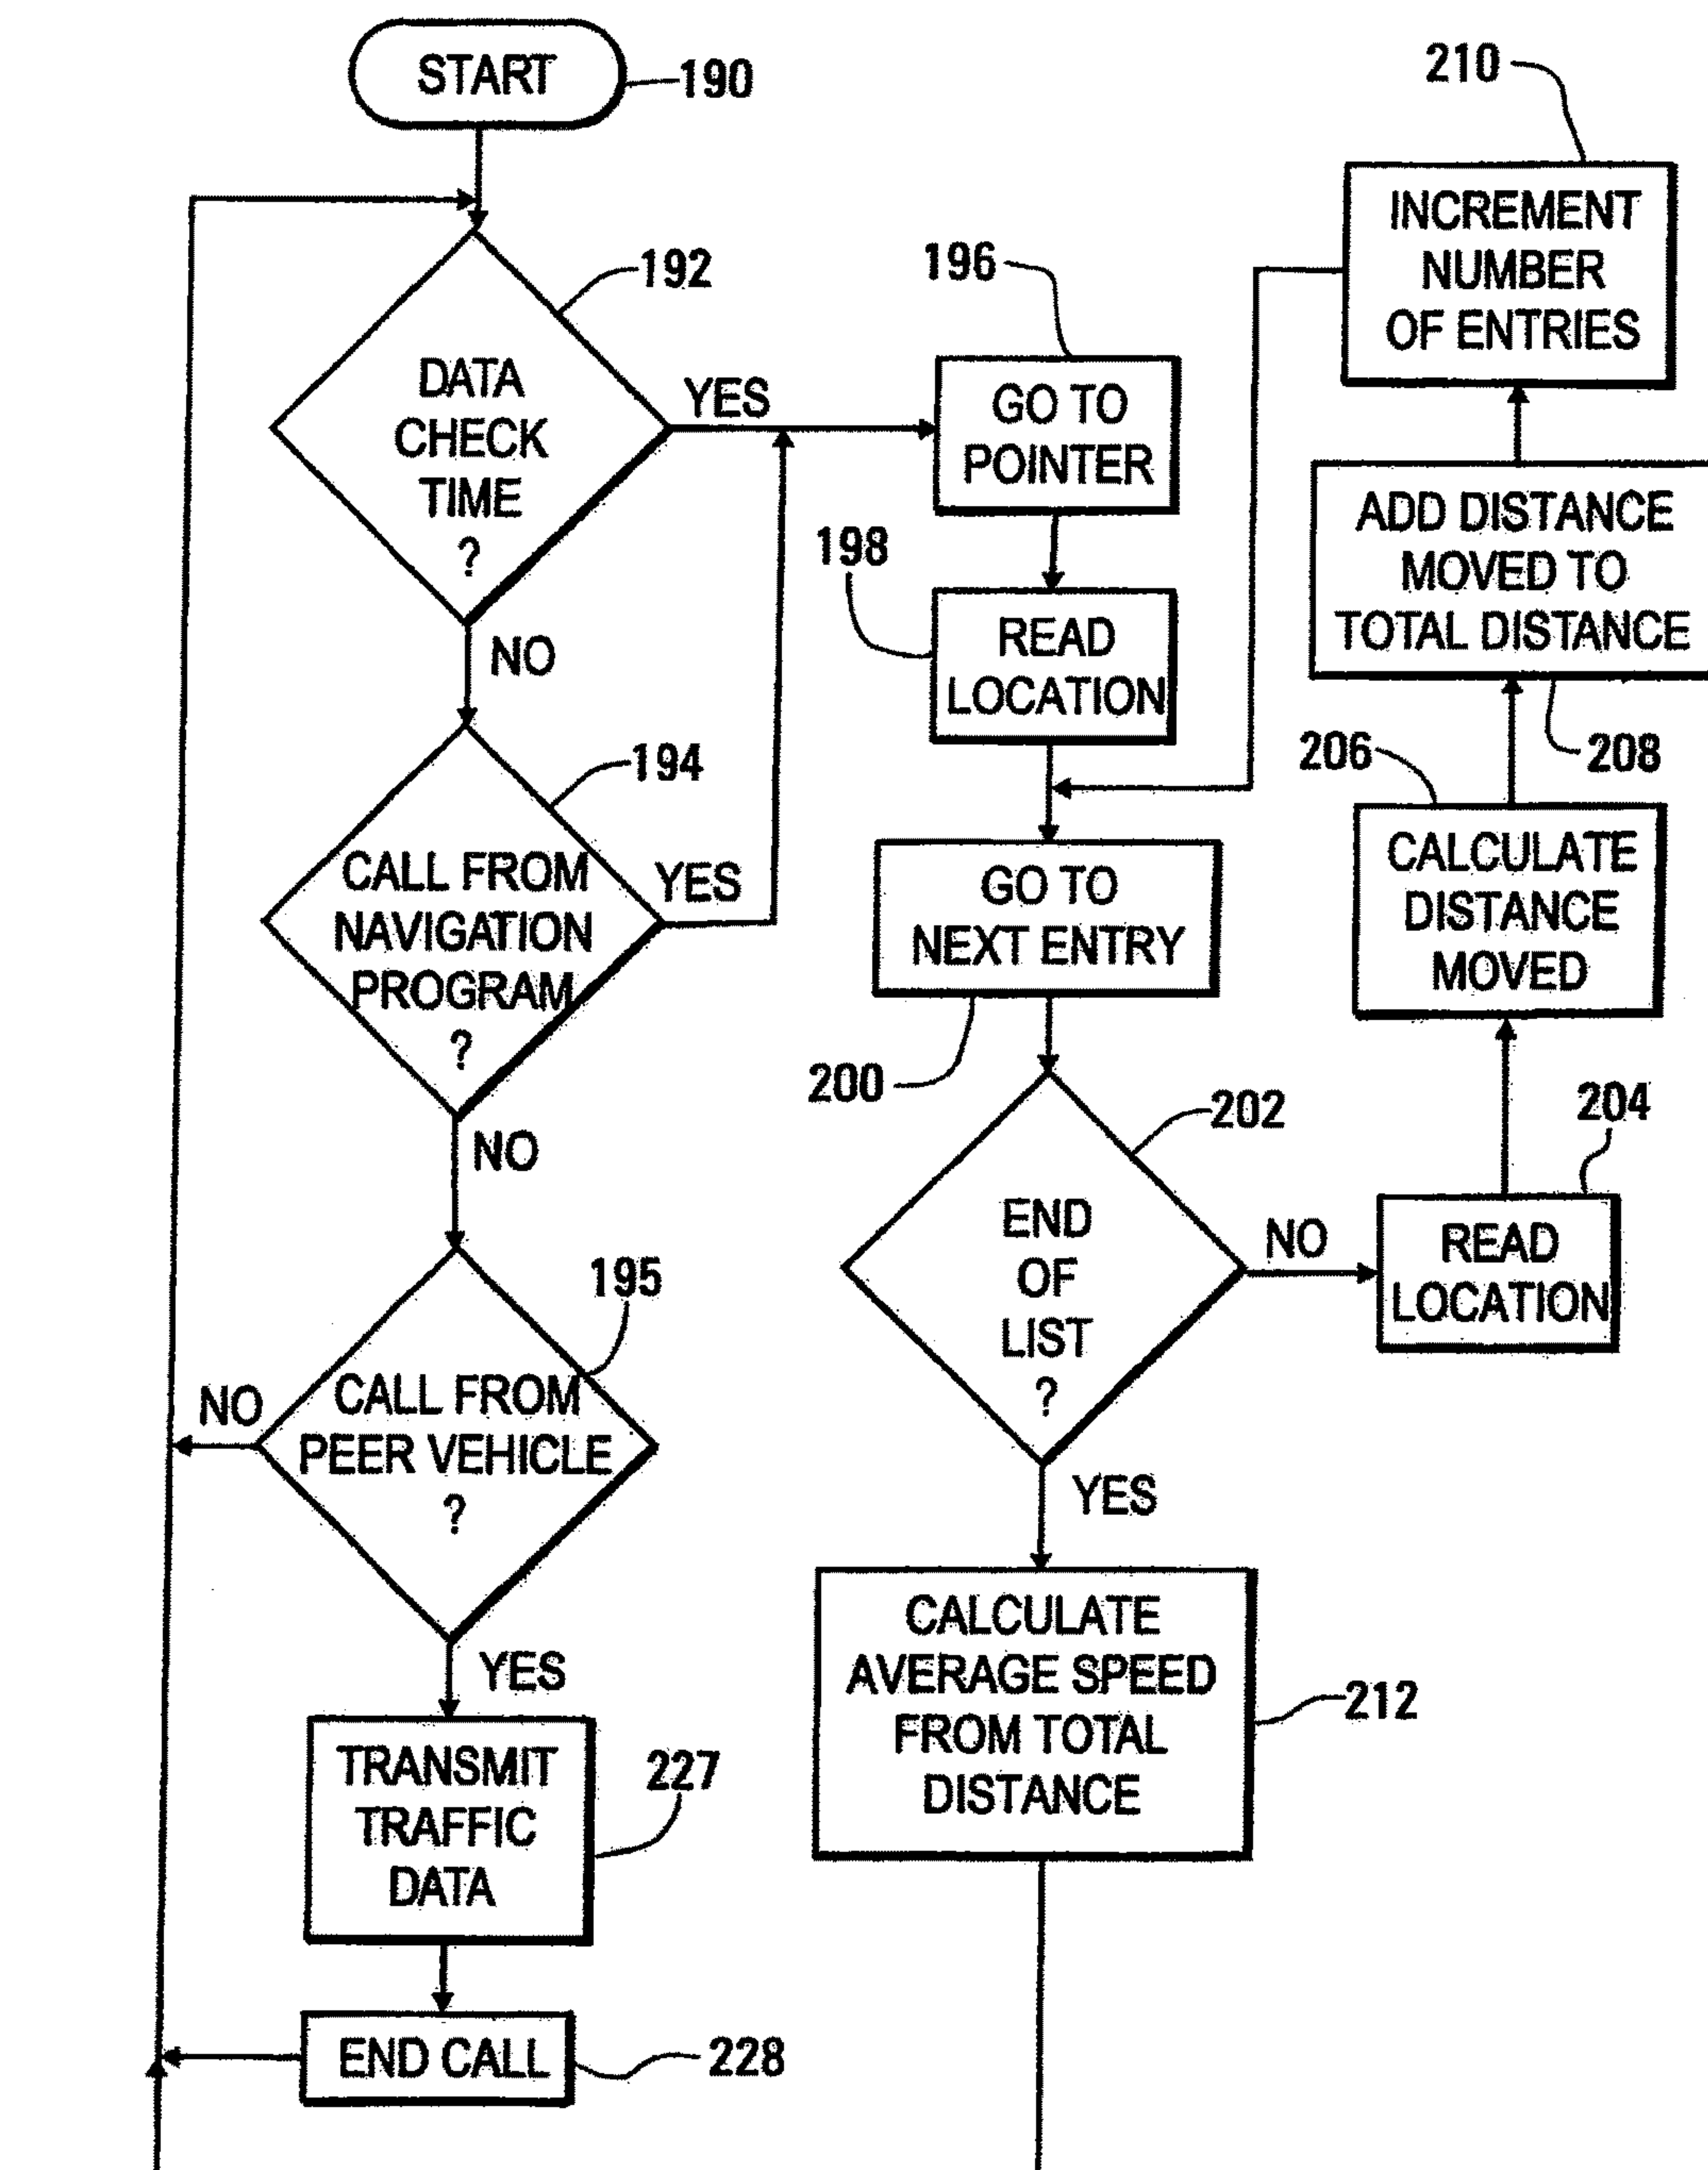 START
190
192
DATA
CHECK
TIME
?
YES
NO
194
CALL FROM
NAVIGATION
PROGRAM
?
YES
NO
195
CALL FROM
PEER VEHICLE
?
NO
YES
TRANSMIT
TRAFFIC
DATA
227
END CALL
228
196
GO TO
POINTER
198
READ
LOCATION
GO TO
NEXT ENTRY
200
202
END
OF
LIST
?
NO
YES
CALCULATE
AVERAGE SPEED
FROM TOTAL
DISTANCE
212
210
INCREMENT
NUMBER
OF ENTRIES
ADD DISTANCE
MOVED TO
TOTAL DISTANCE
206
208
CALCULATE
DISTANCE
MOVED
204
READ
LOCATION